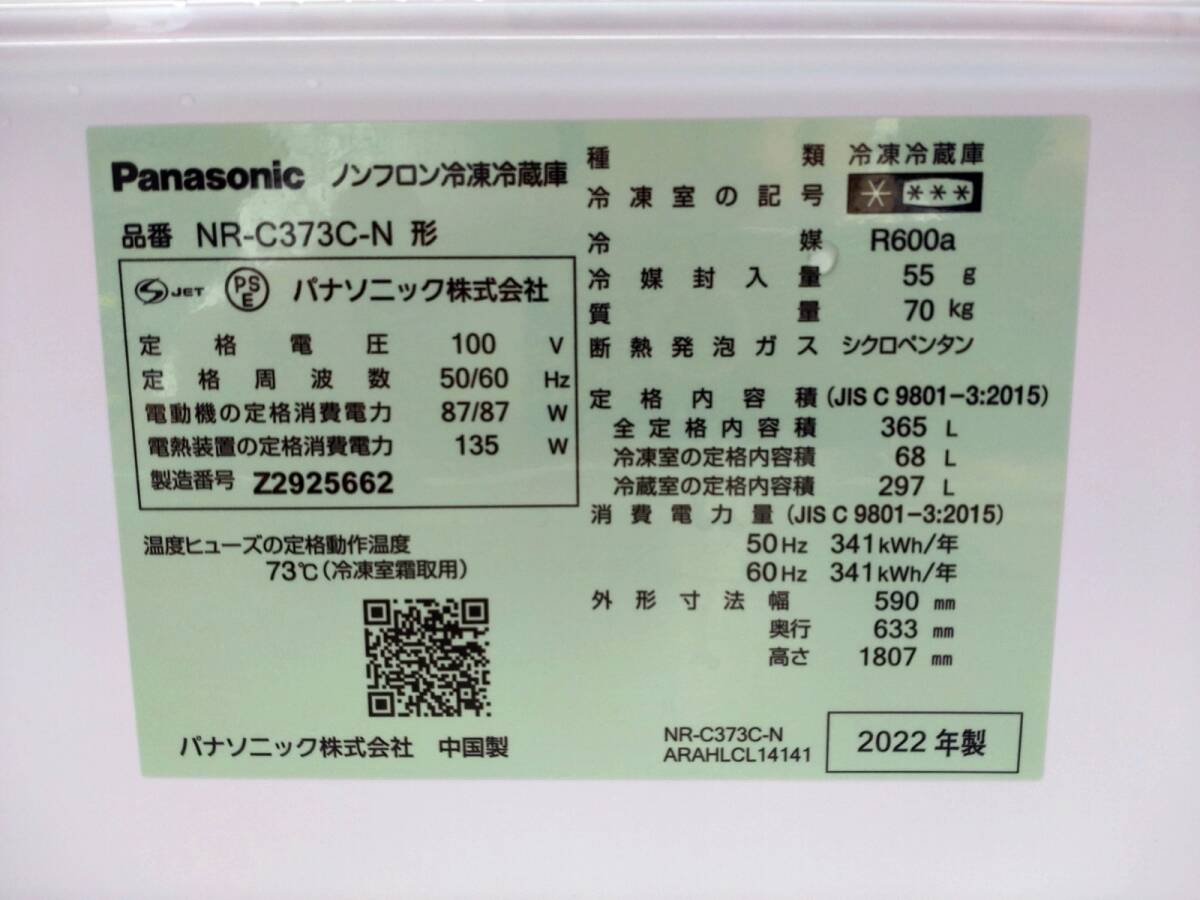 Panasonic ノンフロン冷凍冷蔵庫
品番 NR-C373C-N 形
S JET PSE パナソニック株式会社
定格電圧 100 V
定格周波数 50/60 Hz
電動機の定格消費電力 87/87 W
電熱装置の定格消費電力 135 W
製造番号 Z2925662
温度ヒューズの定格動作温度
73℃(冷凍室霜取用)
パナソニック株式会社 中国製
種類 冷凍冷蔵庫
冷凍室の記号 * ***
冷媒 R600a
冷媒封入量 55 g
質量 70 kg
断熱発泡ガス シクロペンタン
定格内容積 (JIS C 9801-3:2015)
全定格内容積 365 L
冷凍室の定格内容積 68 L
冷蔵室の定格内容積 297 L
消費電力量 (JIS C 9801-3:2015)
50 Hz 341 kWh/年
60 Hz 341 kWh/年
外形寸法幅 590 mm
奥行 633 mm
高さ 1807 mm
NR-C373C-N
ARAHLCL14141
2022 年製